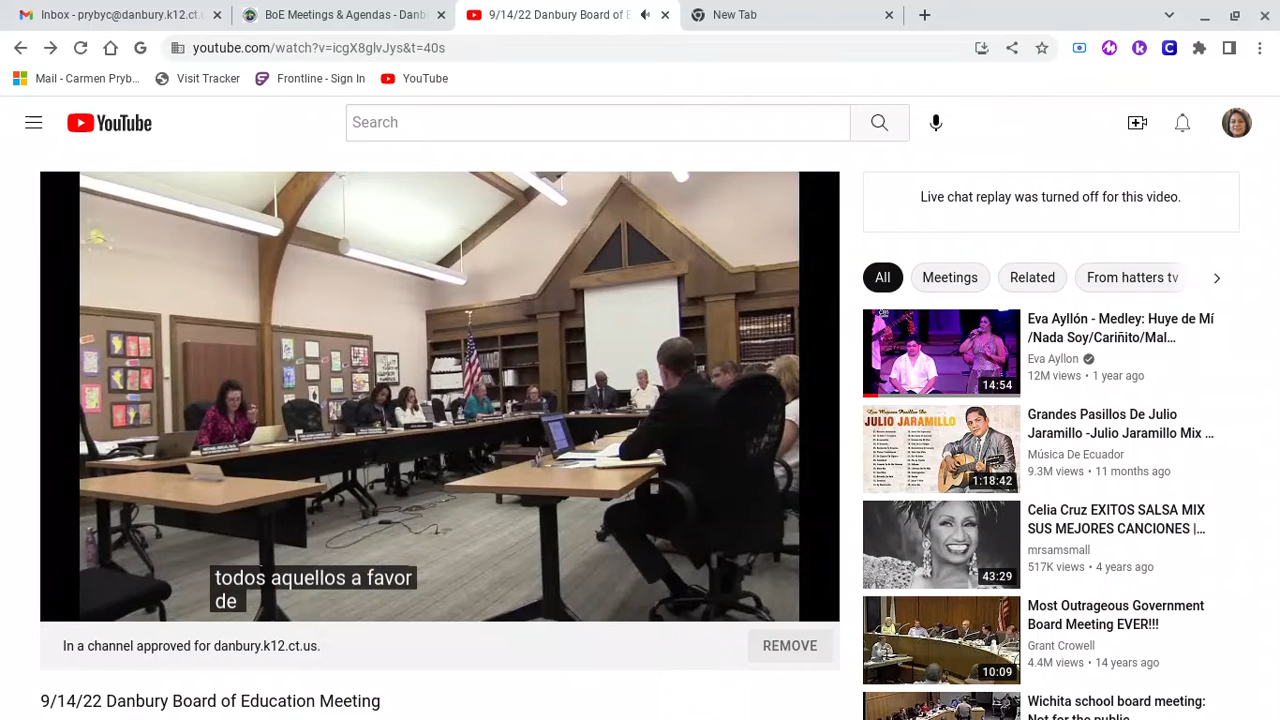 Inbox - prybyc@danbury.k12.ct.u
BoE Meetings & Agendas - Danb
9/14/22 Danbury Board of E
New Tab
youtube.com/watch?v=icgX8glvJys&t=40s
Mail - Carmen Pryb...
Visit Tracker
Frontline - Sign In
YouTube
YouTube
Search
Live chat replay was turned off for this video.
All
Meetings
Related
From hatters tv
Eva Ayllón - Medley: Huye de Mí
/Nada Soy/Cariñito/Mal...
Eva Ayllon
12M views • 1 year ago
14:54
Grandes Pasillos De Julio
Jaramillo -Julio Jaramillo Mix ...
Música De Ecuador
9.3M views • 11 months ago
JULIO JARAMILLO
1:18:42
Celia Cruz EXITOS SALSA MIX
SUS MEJORES CANCIONES |...
mrsamsmall
517K views • 4 years ago
43:29
Most Outrageous Government
Board Meeting EVER!!!
Grant Crowell
4.4M views • 14 years ago
10:09
Wichita school board meeting:
Not for the public
todos aquellos a favor
de
In a channel approved for danbury.k12.ct.us.
REMOVE
9/14/22 Danbury Board of Education Meeting